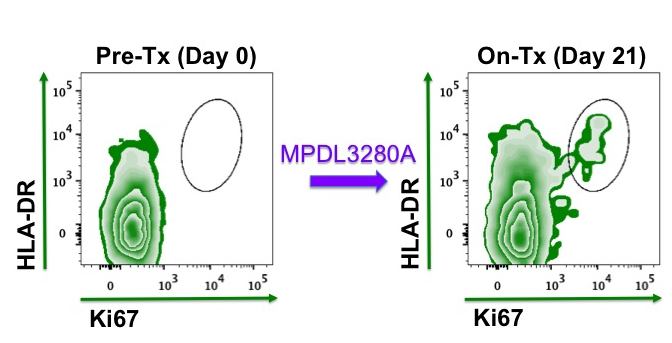 Pre-Tx (Day 0)
On-Tx (Day 21)
10⁵
10⁴
10³
0
HLA-DR
0
10³
10⁴
10⁵
Ki67
MPDL3280A
10⁵
10⁴
10³
0
HLA-DR
0
10³
10⁴
10⁵
Ki67